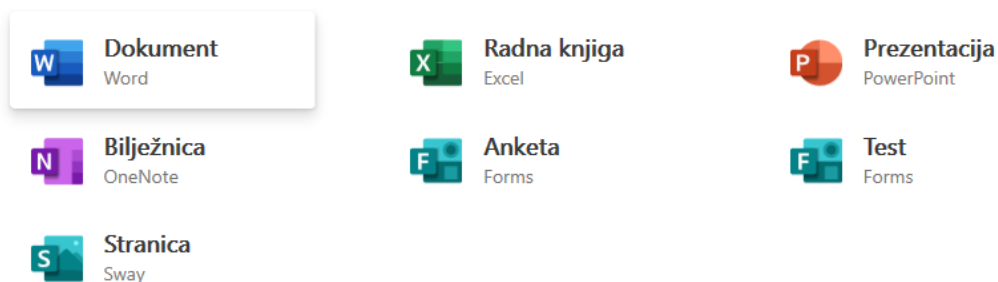 W
Dokument
Word
X
Radna knjiga
Excel
P
Prezentacija
PowerPoint
N
Bilježnica
OneNote
F
Anketa
Forms
F
Test
Forms
S
Stranica
Sway